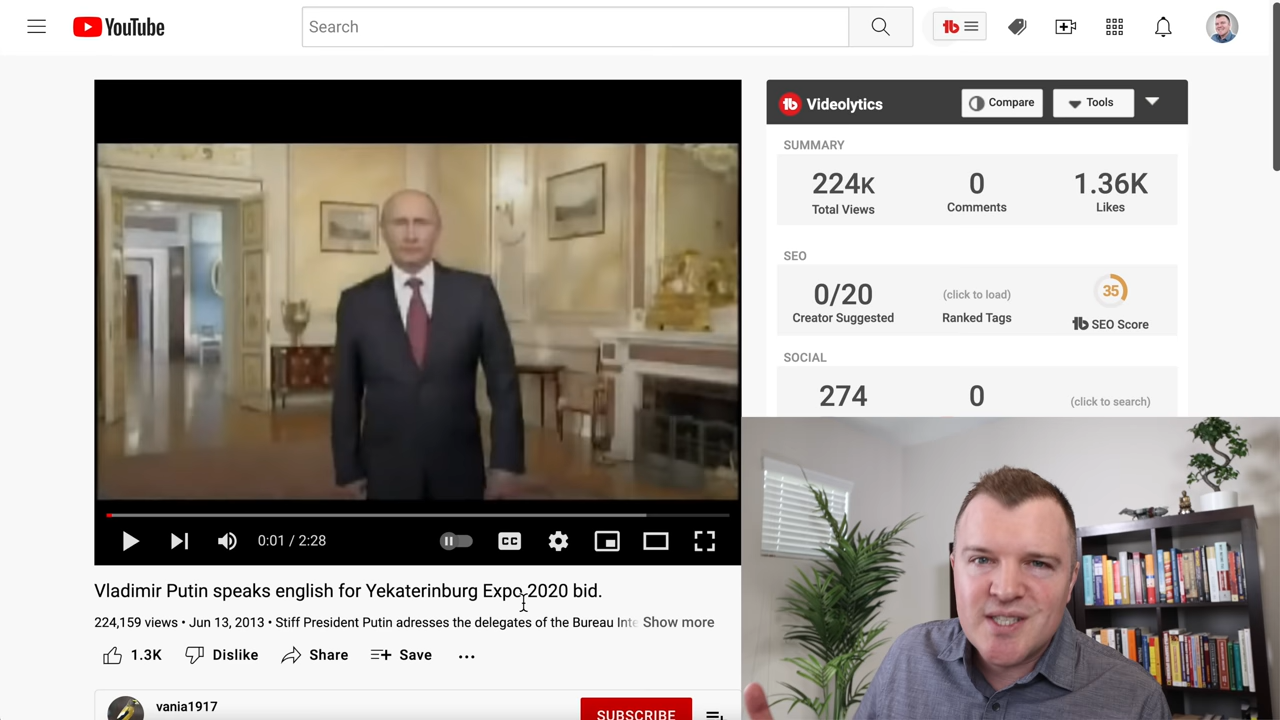 YouTube
Search
Videolytics
Compare
Tools
SUMMARY
224K
0
1.36K
Total Views
Comments
Likes
SEO
0/20
(click to load)
35
Creator Suggested
Ranked Tags
SEO Score
SOCIAL
274
0
(click to search)
0:01 / 2:28
CC
Vladimir Putin speaks english for Yekaterinburg Expo 2020 bid.
224,159 views • Jun 13, 2013 • Stiff President Putin adresses the delegates of the Bureau Inte Show more
1.3K
Dislike
Share
Save
vania1917
SUBSCRIBE